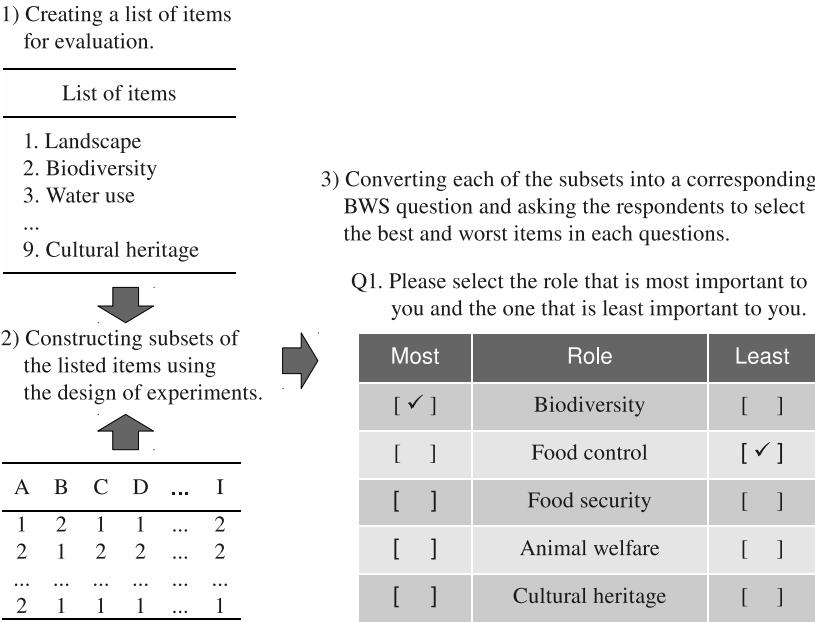 1) Creating a list of items
for evaluation.
List of items
1. Landscape
2. Biodiversity
3. Water use
...
9. Cultural heritage
2) Constructing subsets of
the listed items using
the design of experiments.
A B C D ... I
1 2 1 1 ... 2
2 1 2 2 ... 2
... ... ... ... ... ...
2 1 1 1 ... 1
3) Converting each of the subsets into a corresponding
BWS question and asking the respondents to select
the best and worst items in each questions.
Q1. Please select the role that is most important to
you and the one that is least important to you.
Most Role Least
[ ✓ ] Biodiversity [ ]
[ ] Food control [ ✓ ]
[ ] Food security [ ]
[ ] Animal welfare [ ]
[ ] Cultural heritage [ ]